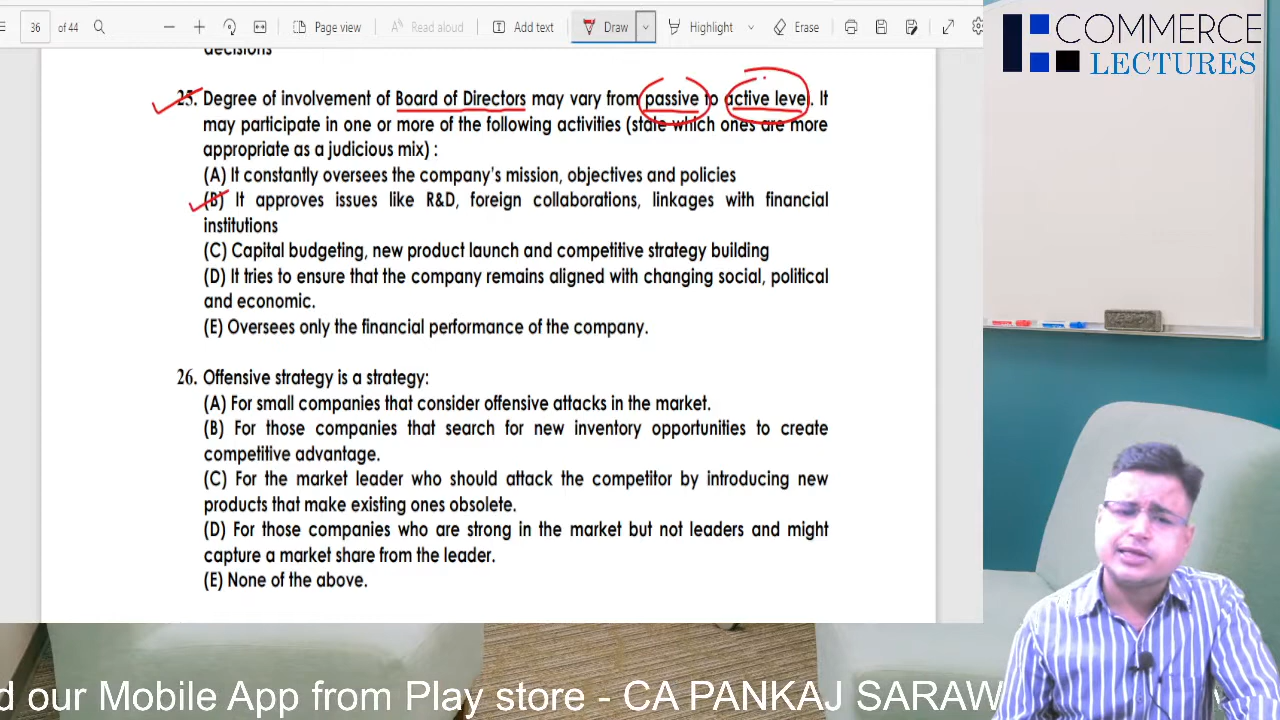 36
of 44
Page view
Read aloud
Add text
Draw
Highlight
Erase
COMMERCE
LECTURES
decisions
25. Degree of involvement of Board of Directors may vary from passive to active level. It
may participate in one or more of the following activities (state which ones are more
appropriate as a judicious mix) :
(A) It constantly oversees the company's mission, objectives and policies
(B) It approves issues like R&D, foreign collaborations, linkages with financial
institutions
(C) Capital budgeting, new product launch and competitive strategy building
(D) It tries to ensure that the company remains aligned with changing social, political
and economic.
(E) Oversees only the financial performance of the company.
26. Offensive strategy is a strategy:
(A) For small companies that consider offensive attacks in the market.
(B) For those companies that search for new inventory opportunities to create
competitive advantage.
(C) For the market leader who should attack the competitor by introducing new
products that make existing ones obsolete.
(D) For those companies who are strong in the market but not leaders and might
capture a market share from the leader.
(E) None of the above.
d our Mobile App from Play store - CA PANKAJ SARAW